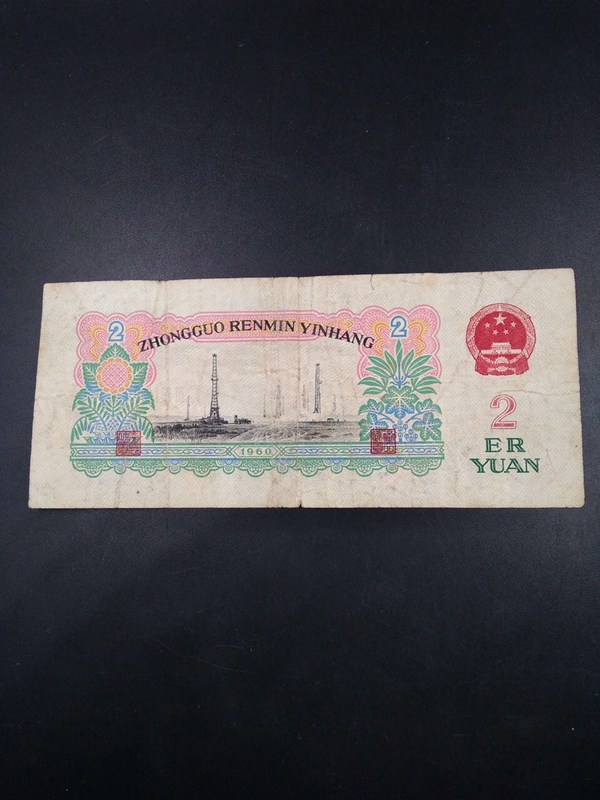 2 2
ZHONGGUO RENMIN YINHANG
2
ER
YUAN
1960